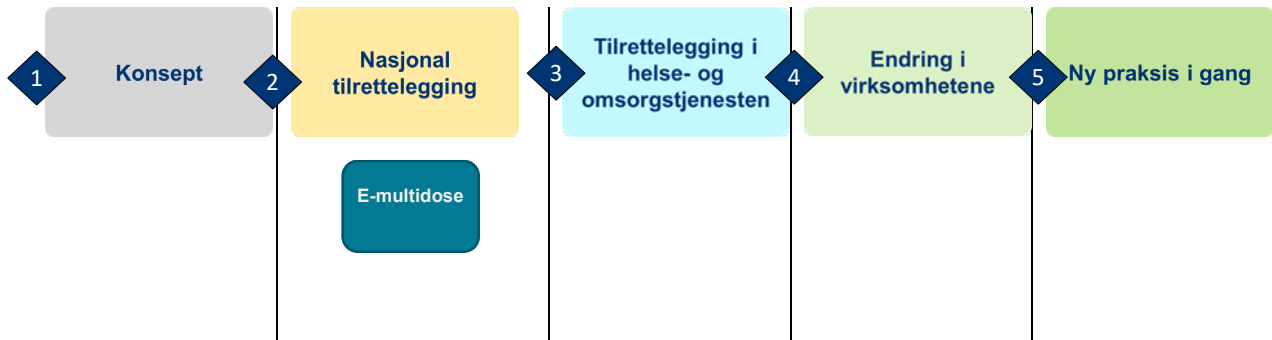 1
Konsept
2
Nasjonal
tilrettelegging
3
Tilrettelegging i
helse- og
omsorgstjenesten
4
Endring i
virksomhetene
5
Ny praksis i gang
E-multidose